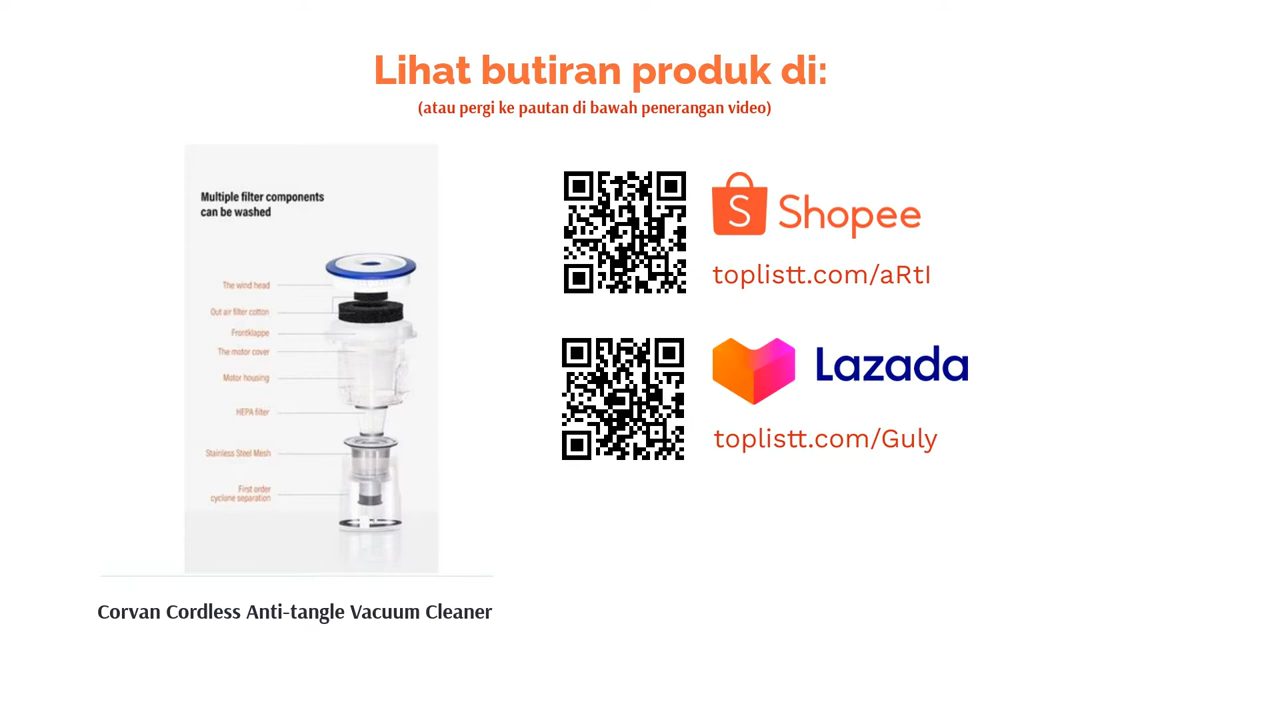 Lihat butiran produk di:
(atau pergi ke pautan di bawah penerangan video)
Multiple filter components
can be washed
The wind head
Out air filter cotton
Frontklappe
The motor cover
Motor housing
HEPA filter
Stainless Steel Mesh
First order
cyclone separation
Corvan Cordless Anti-tangle Vacuum Cleaner
S Shopee
toplistt.com/aRtI
Lazada
toplistt.com/Guly